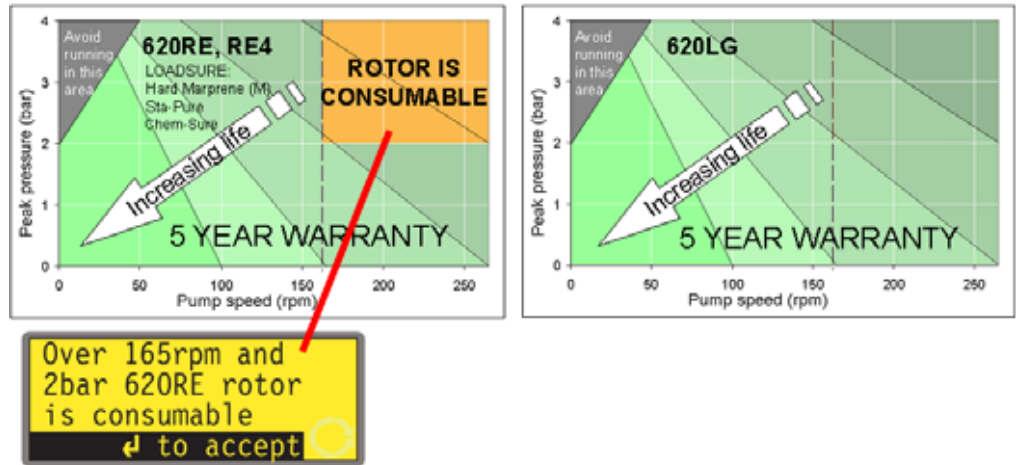 4
3
2
1
0
Peak pressure (bar)
Avoid
running
in this
area
620RE, RE4
LOADSURE:
Hard Marprene (M)
Sta-Pure
Chem-Sure
ROTOR IS
CONSUMABLE
Increasing life
5 YEAR WARRANTY
0 50 100 150 200 250
Pump speed (rpm)
4
3
2
1
0
Peak pressure (bar)
Avoid
running
in this
area
620LG
Increasing life
5 YEAR WARRANTY
0 50 100 150 200 250
Pump speed (rpm)
Over 165rpm and
2bar 620RE rotor
is consumable
↲ to accept